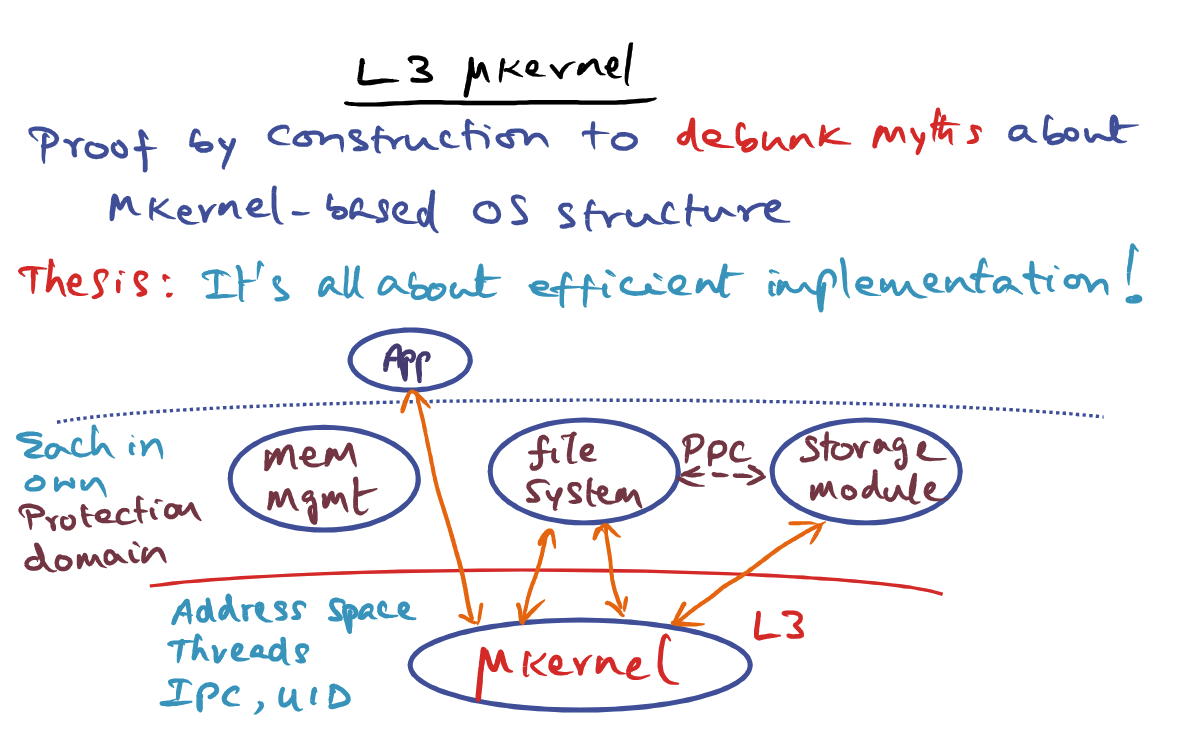 L3 μkernel
Proof by construction to debunk myths about
μkernel-based OS structure
Thesis: It's all about efficient implementation!
App
Each in
own
Protection
domain
mem
mgmt
file
system
PPC
storage
module
Address space
Threads
IPC, UID
μkernel
L3